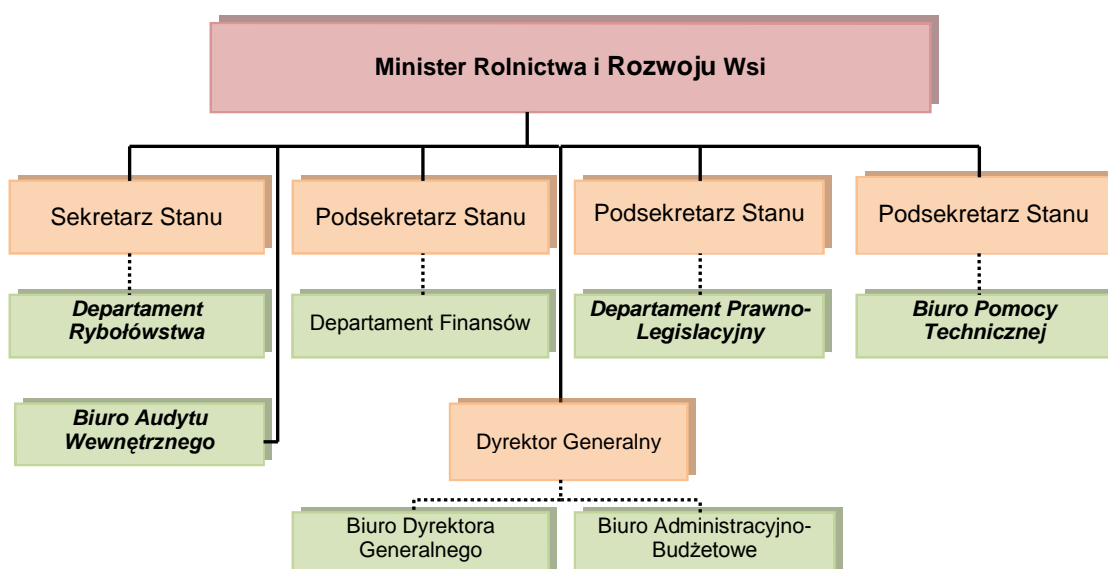 Minister Rolnictwa i Rozwoju Wsi
Sekretarz Stanu
Podsekretarz Stanu
Podsekretarz Stanu
Podsekretarz Stanu
Departament
Rybołówstwa
Departament Finansów
Departament Prawno-
Legislacyjny
Biuro Pomocy
Technicznej
Biuro Audytu
Wewnętrznego
Dyrektor Generalny
Biuro Dyrektora
Generalnego
Biuro Administracyjno-
Budżetowe